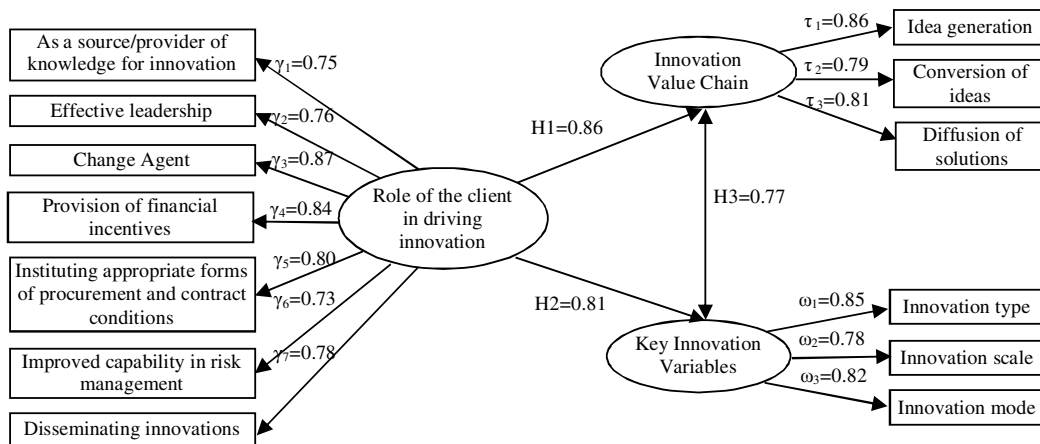 As a source/provider of
knowledge for innovation
Effective leadership
Change Agent
Provision of financial
incentives
Instituting appropriate forms
of procurement and contract
conditions
Improved capability in risk
management
Disseminating innovations
γ₁=0.75
γ₂=0.76
γ₃=0.87
γ₄=0.84
γ₅=0.80
γ₆=0.73
γ₇=0.78
Role of the client
in driving
innovation
H1=0.86
H2=0.81
H3=0.77
Innovation
Value Chain
τ₁=0.86
τ₂=0.79
τ₃=0.81
Idea generation
Conversion of
ideas
Diffusion of
solutions
Key Innovation
Variables
ω₁=0.85
ω₂=0.78
ω₃=0.82
Innovation type
Innovation scale
Innovation mode